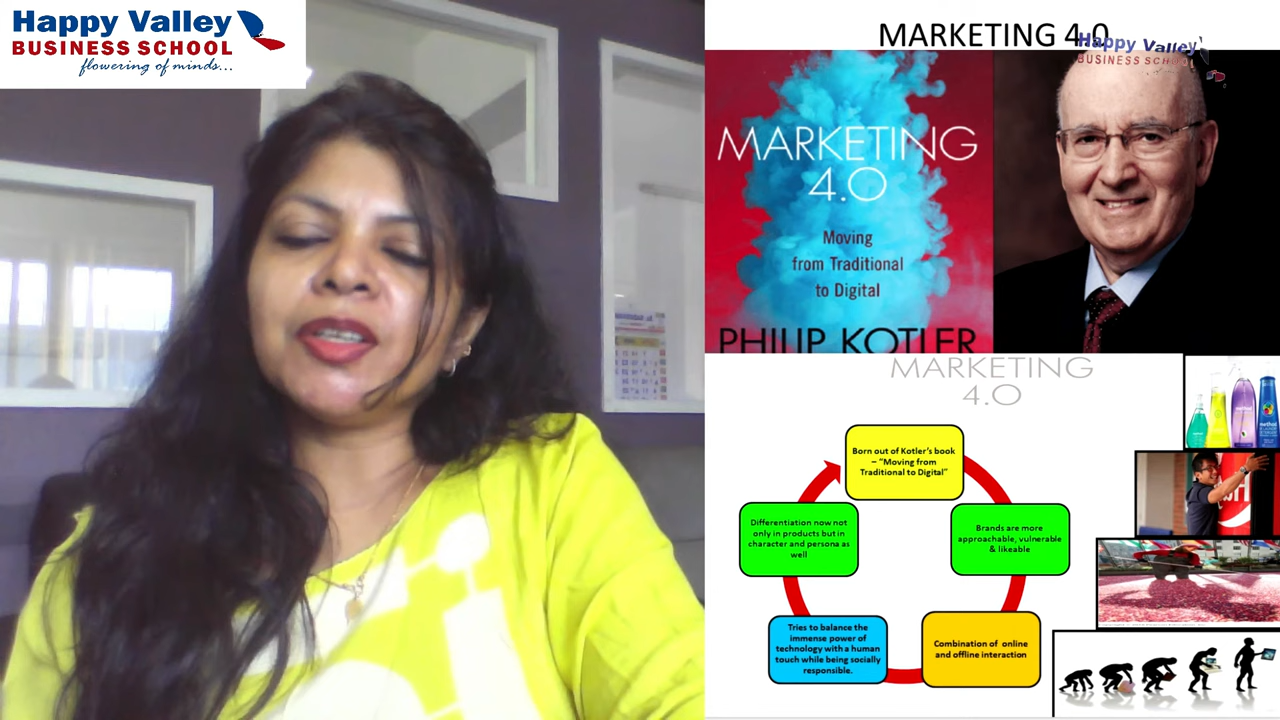 Happy Valley
BUSINESS SCHOOL
flowering of minds...
MARKETING 4.0
Happy Valley
BUSINESS SCHOOL
MARKETING
4.0
Moving
from Traditional
to Digital
PHILIP KOTLER
MARKETING
4.0
Born out of Kotler's book
– "Moving from
Traditional to Digital"
Differentiation now not
only in products but in
character and persona as
well
Brands are more
approachable, vulnerable
& likeable
Tries to balance the
immense power of
technology with a human
touch while being socially
responsible.
Combination of online
and offline interaction
method
method